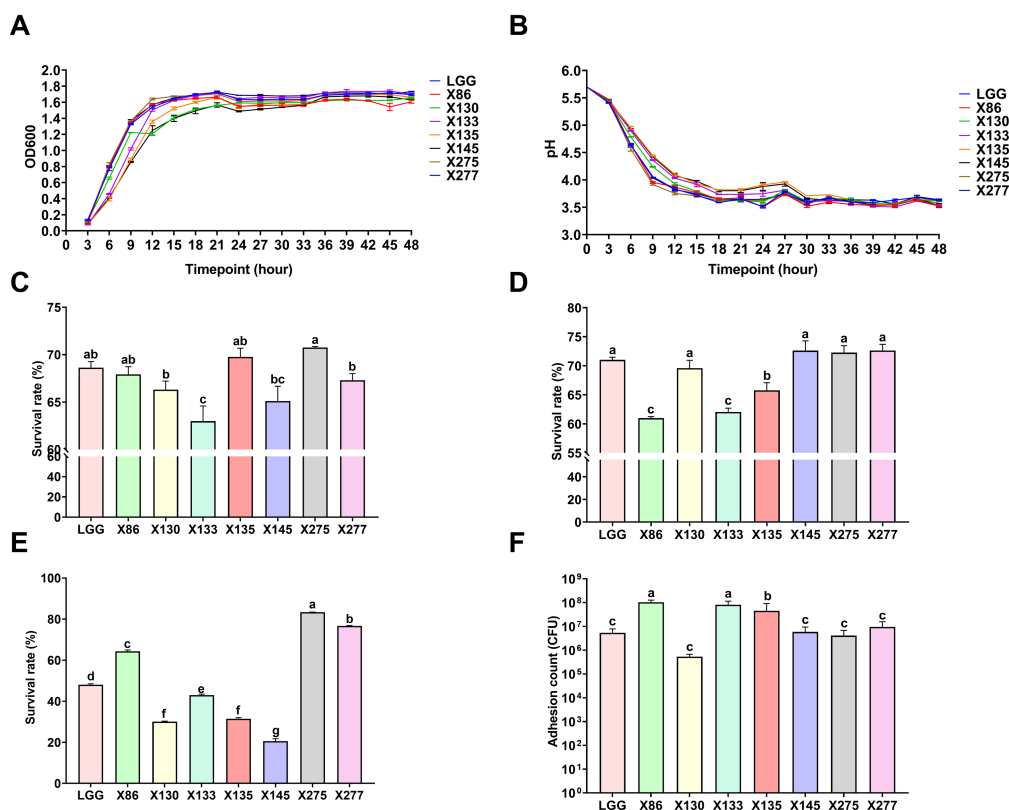 A
OD600
2.0
1.8
1.6
1.4
1.2
1.0
0.8
0.6
0.4
0.2
0.0
0 3 6 9 12 15 18 21 24 27 30 33 36 39 42 45 48
Timepoint (hour)
LGG
X86
X130
X133
X135
X145
X275
X277
B
pH
6.0
5.5
5.0
4.5
4.0
3.5
3.0
0 3 6 9 12 15 18 21 24 27 30 33 36 39 42 45 48
Timepoint (hour)
LGG
X86
X130
X133
X135
X145
X275
X277
C
Survival rate (%)
75
70
65
60
60
40
20
0
ab ab b c ab bc a b
LGG X86 X130 X133 X135 X145 X275 X277
D
Survival rate (%)
80
75
70
65
60
55
60
40
20
0
a c a c b a a a
LGG X86 X130 X133 X135 X145 X275 X277
E
Survival rate (%)
100
80
60
40
20
0
d c f e f g a b
LGG X86 X130 X133 X135 X145 X275 X277
F
Adhesion count (CFU)
10⁹
10⁸
10⁷
10⁶
10⁵
10⁴
10³
10²
10¹
10⁰
c a c a b c c c
LGG X86 X130 X133 X135 X145 X275 X277